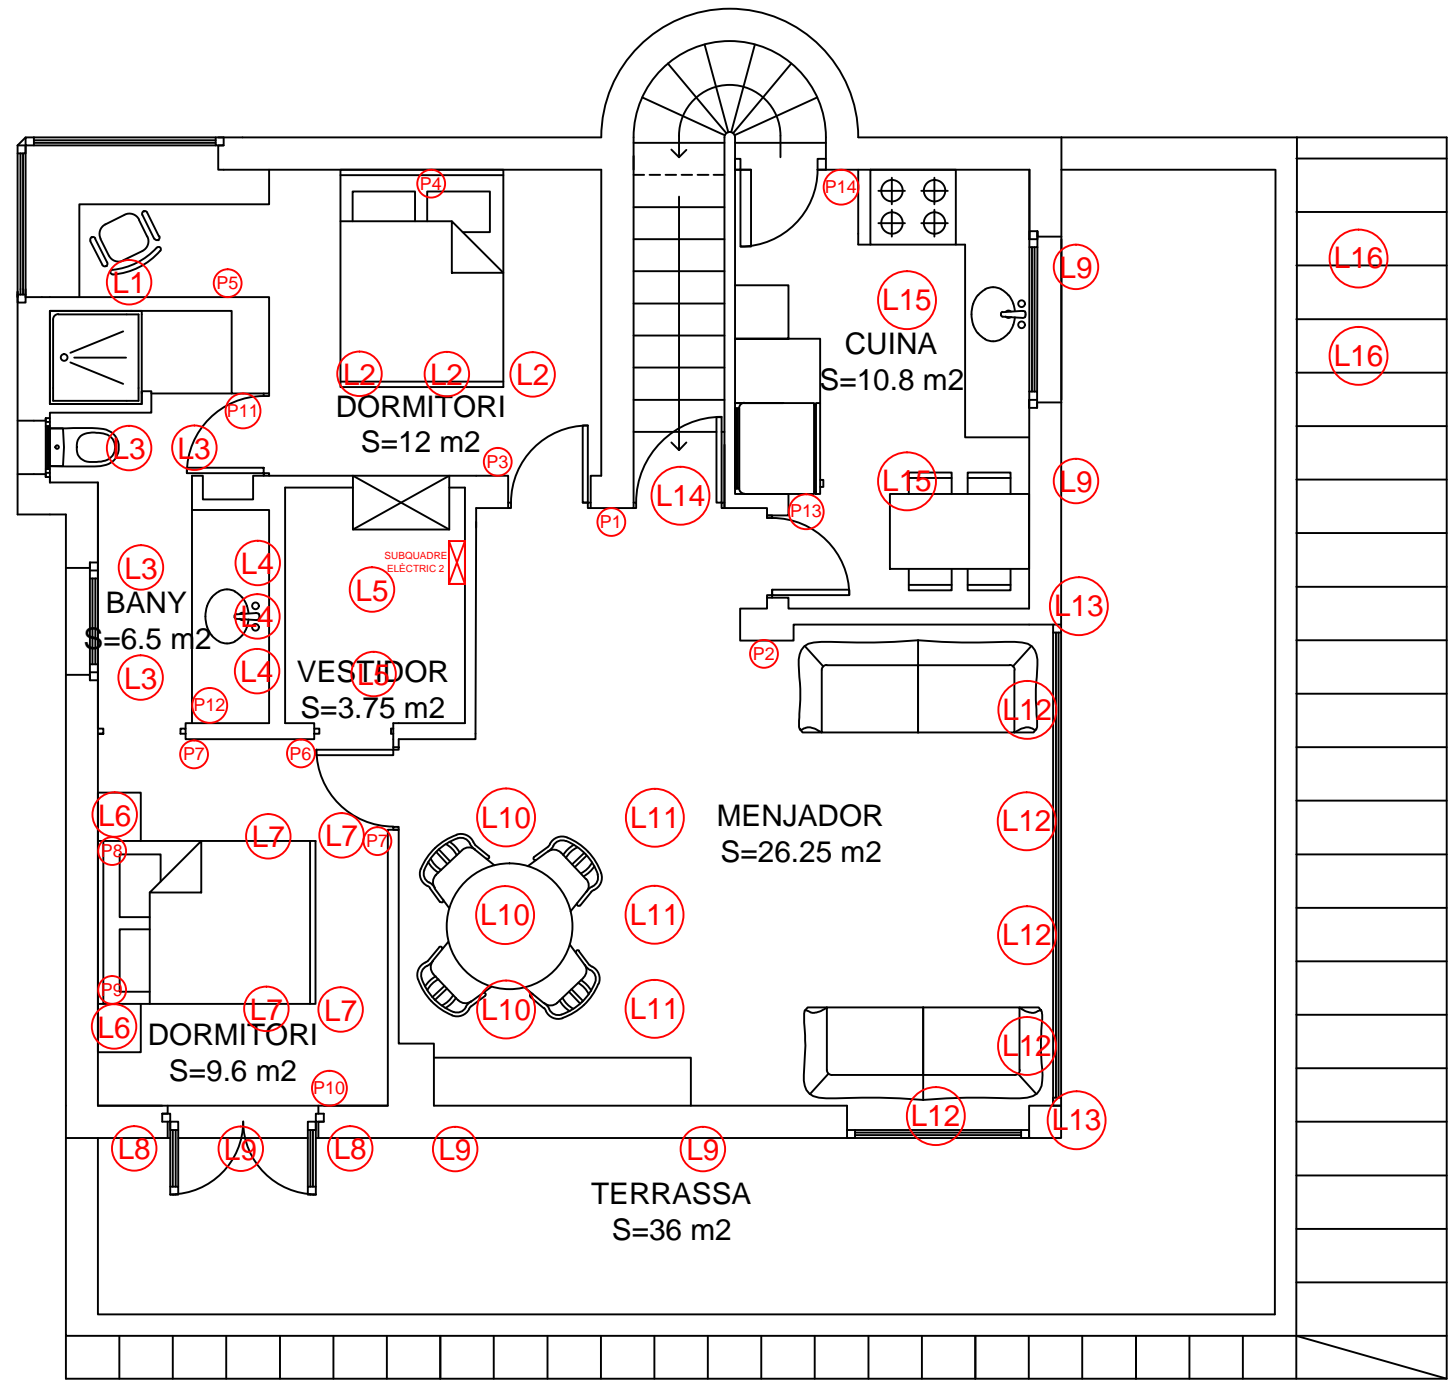 P4
P14
L1
P5
L9
L16
L15
CUINA
S=10.8 m2
L16
L2
L2
L2
DORMITORI
S=12 m2
P11
L3
L3
P3
L14
L15
L9
P13
P1
SUBQUADRE
ELÈCTRIC 2
L3
L4
L5
BANY
S=6.5 m2
L4
L13
P2
L3
L4
VESTIDOR
L5
S=3.75 m2
P12
L12
P7
P6
L6
L7
L7
P7
P8
L10
L11
MENJADOR
S=26.25 m2
L12
L10
L11
L12
P9
L6
L7
L7
DORMITORI
S=9.6 m2
L10
L11
L12
P10
L12
L13
L8
L9
L8
L9
L9
TERRASSA
S=36 m2